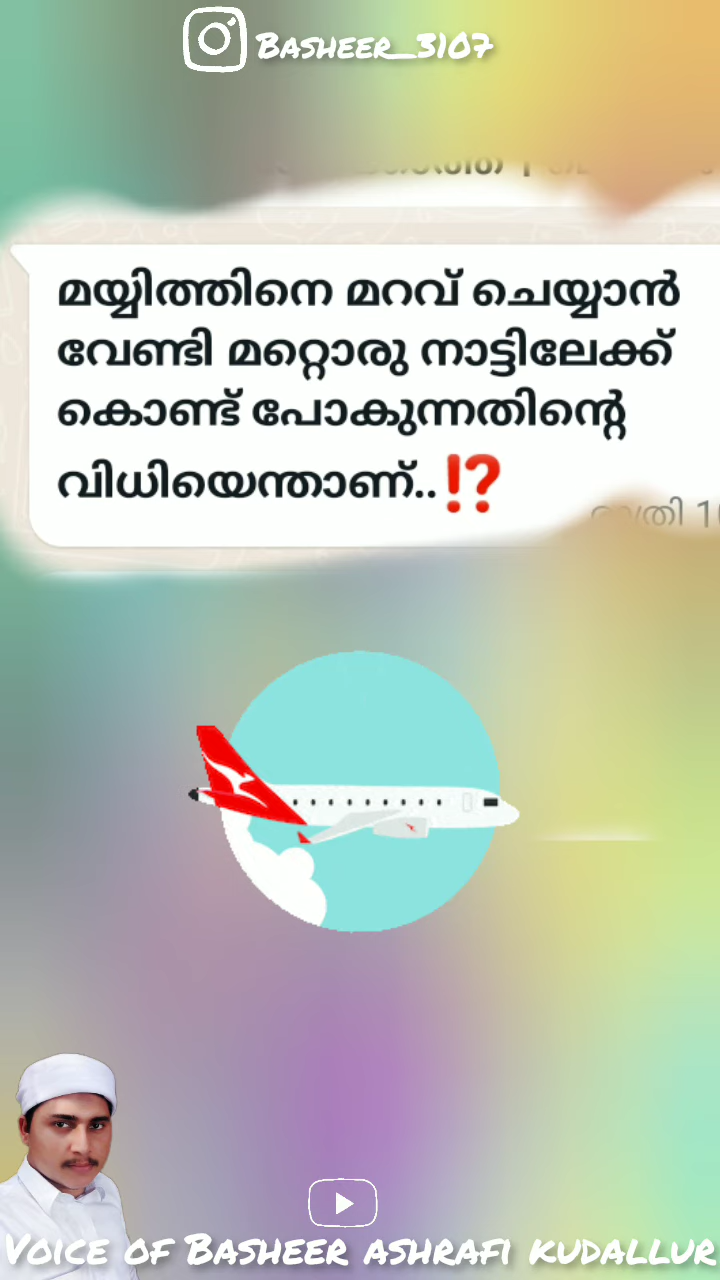 Basheer_3107
മയ്യിത്തിനെ മറവ് ചെയ്യാൻ
വേണ്ടി മറ്റൊരു നാട്ടിലേക്ക്
കൊണ്ട് പോകുന്നതിന്റെ
വിധിയെന്താണ്..⁉️
രാത്രി
Voice of Basheer ashrafi kudallur